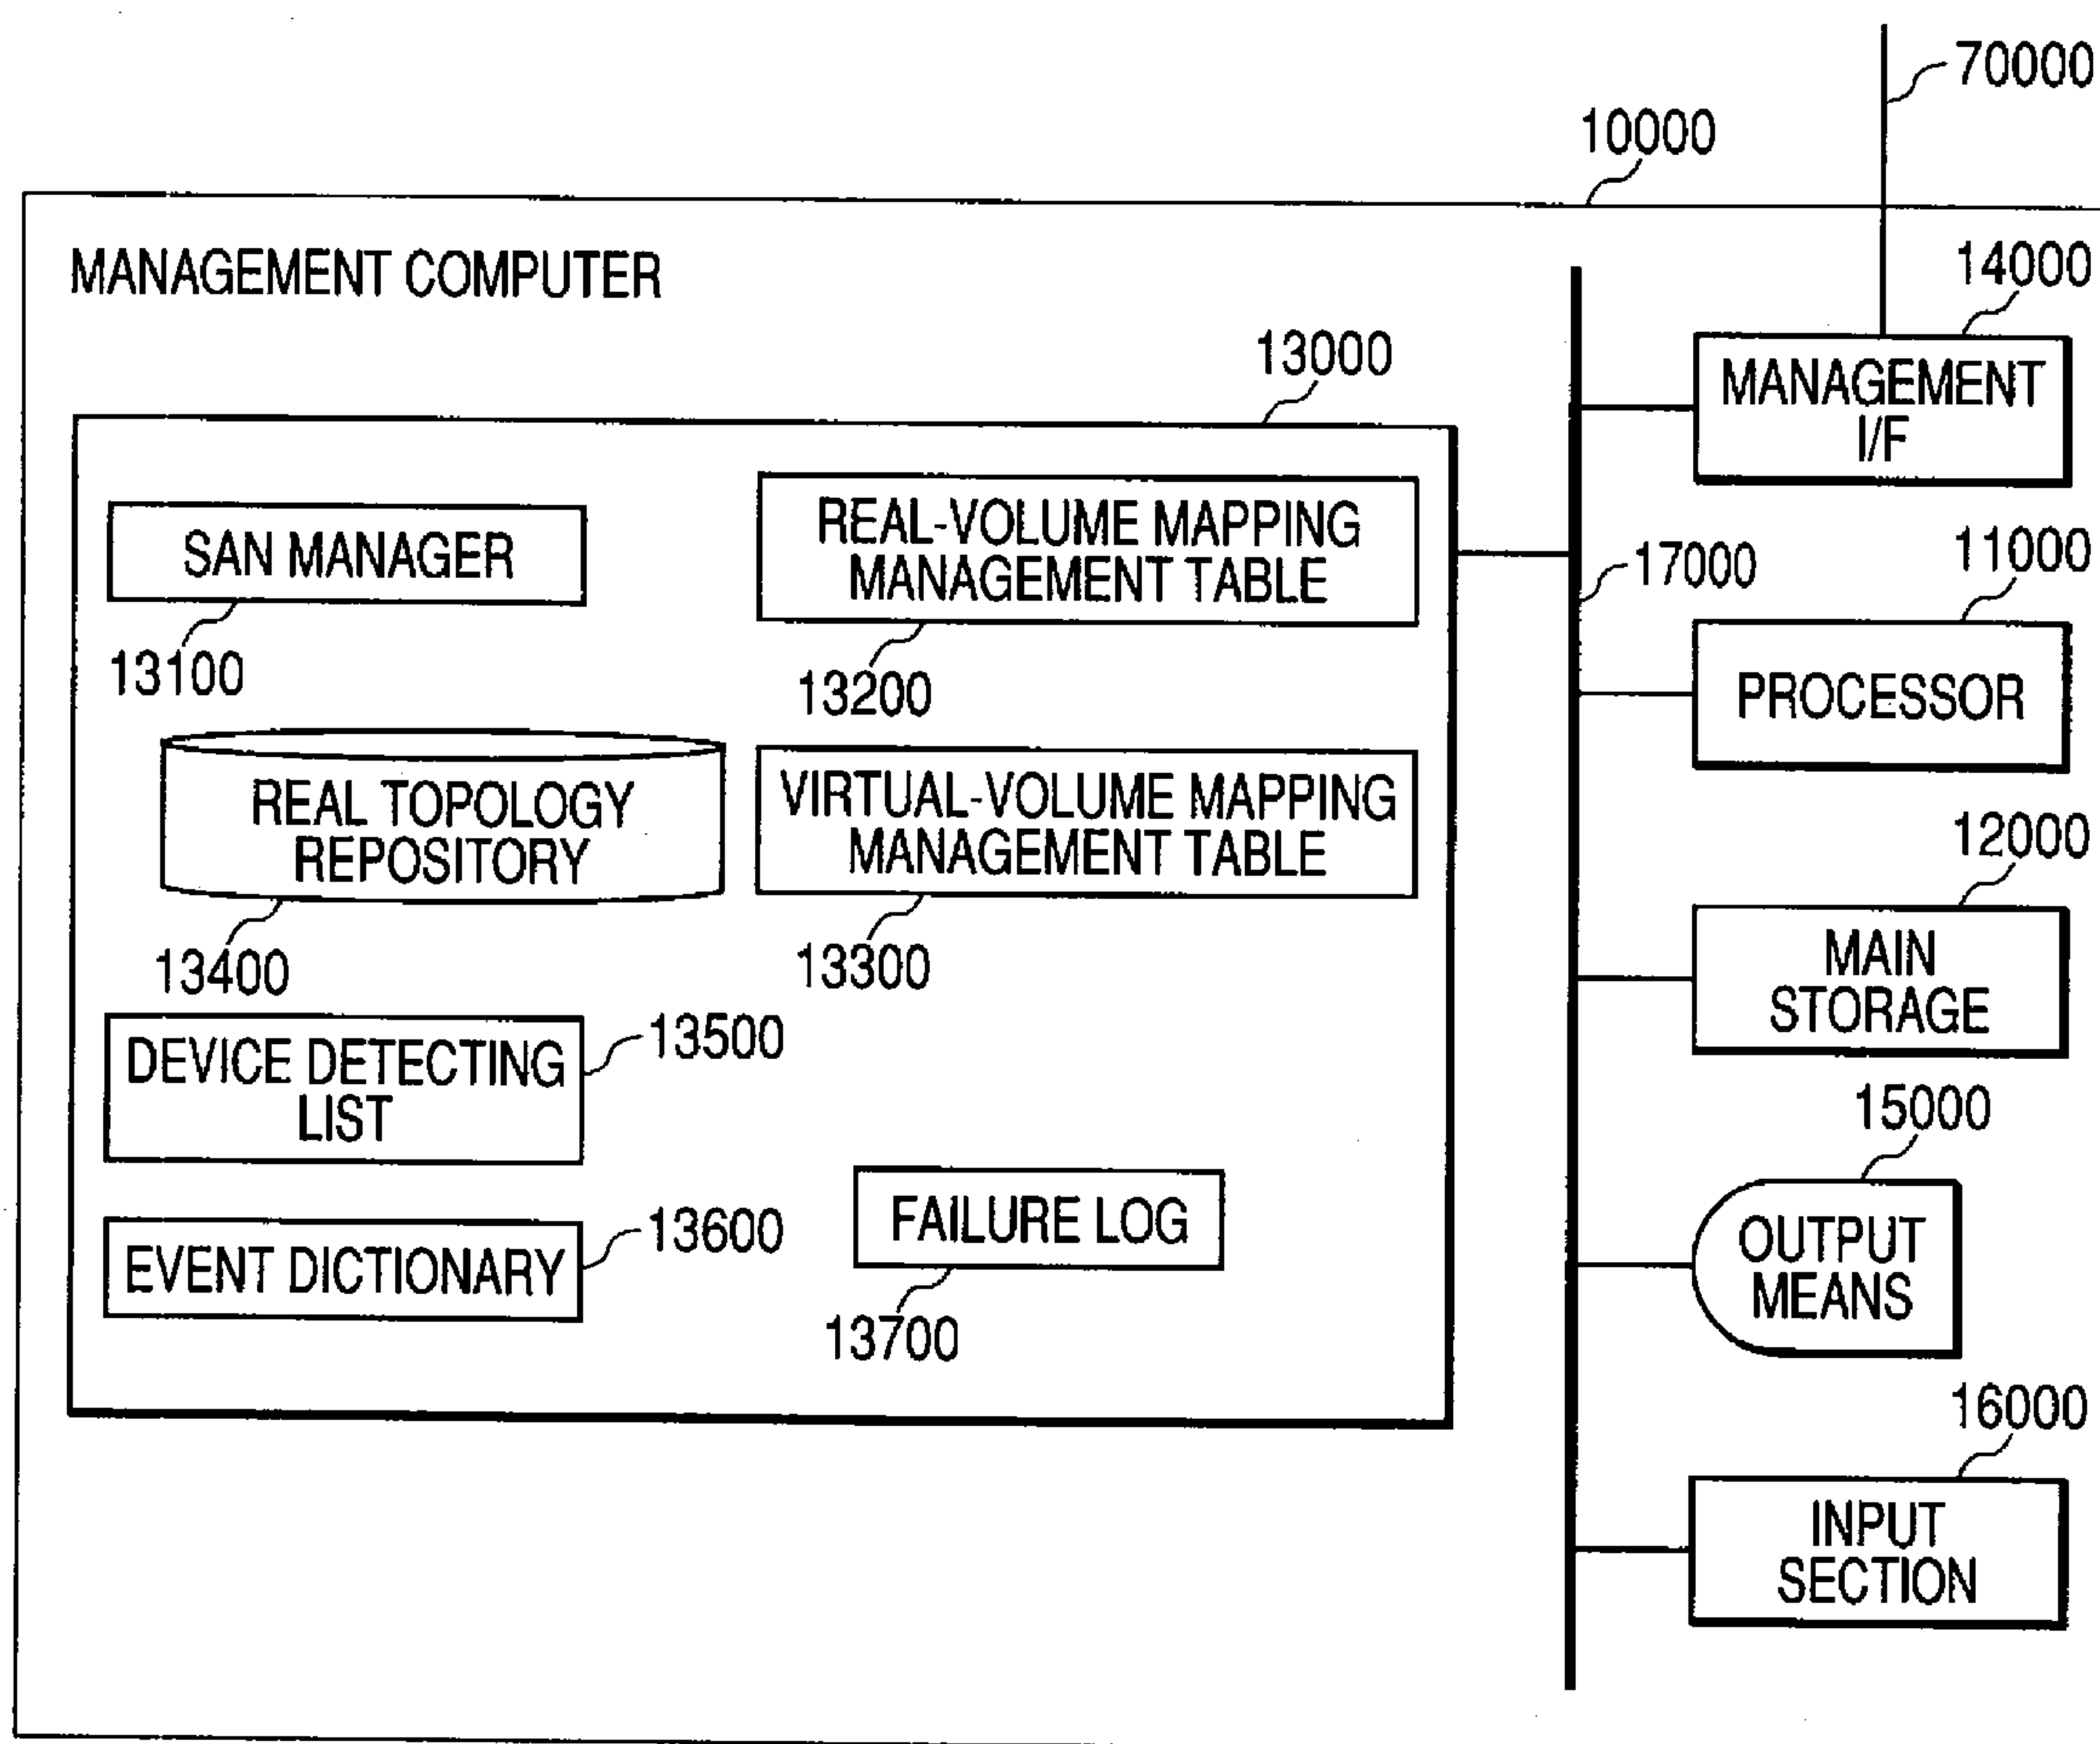 70000
10000
MANAGEMENT COMPUTER
14000
13000
MANAGEMENT
I/F
SAN MANAGER
13100
REAL-VOLUME MAPPING
MANAGEMENT TABLE
13200
17000
11000
PROCESSOR
REAL TOPOLOGY
REPOSITORY
13400
VIRTUAL-VOLUME MAPPING
MANAGEMENT TABLE
13300
12000
MAIN
STORAGE
DEVICE DETECTING
LIST
13500
15000
OUTPUT
MEANS
EVENT DICTIONARY
13600
FAILURE LOG
13700
16000
INPUT
SECTION